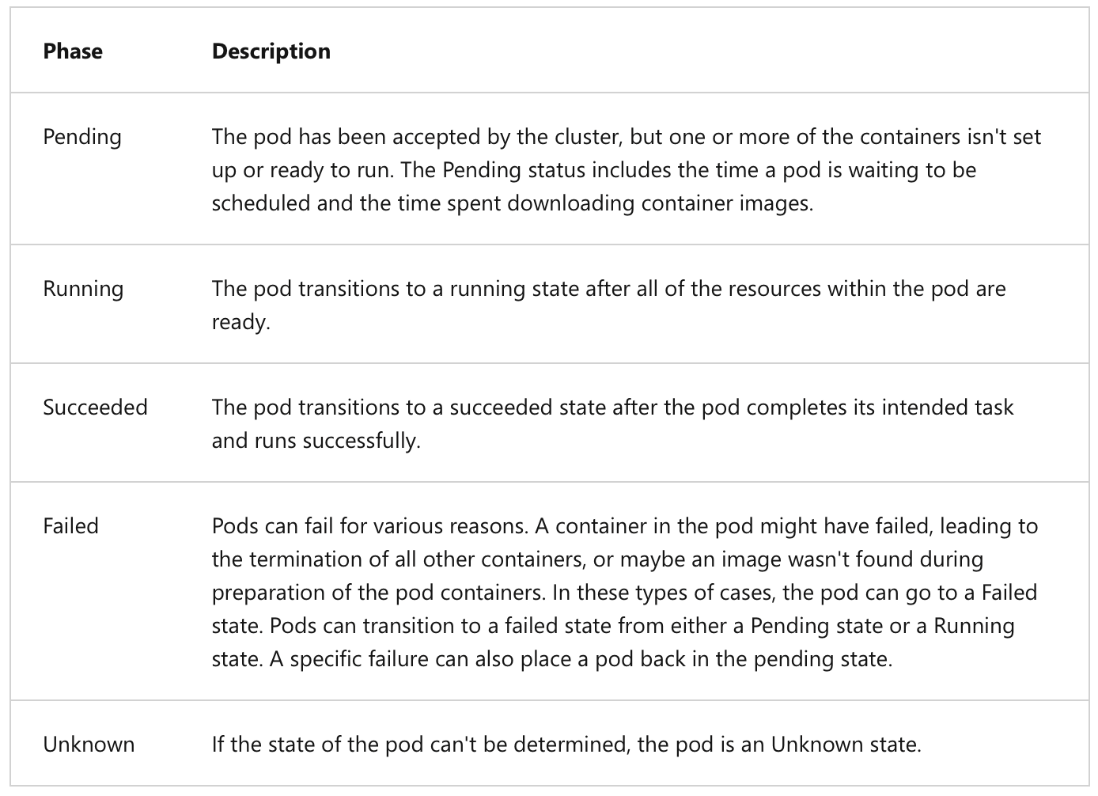 Phase Description
Pending The pod has been accepted by the cluster, but one or more of the containers isn't set
up or ready to run. The Pending status includes the time a pod is waiting to be
scheduled and the time spent downloading container images.
Running The pod transitions to a running state after all of the resources within the pod are
ready.
Succeeded The pod transitions to a succeeded state after the pod completes its intended task
and runs successfully.
Failed Pods can fail for various reasons. A container in the pod might have failed, leading to
the termination of all other containers, or maybe an image wasn't found during
preparation of the pod containers. In these types of cases, the pod can go to a Failed
state. Pods can transition to a failed state from either a Pending state or a Running
state. A specific failure can also place a pod back in the pending state.
Unknown If the state of the pod can't be determined, the pod is an Unknown state.